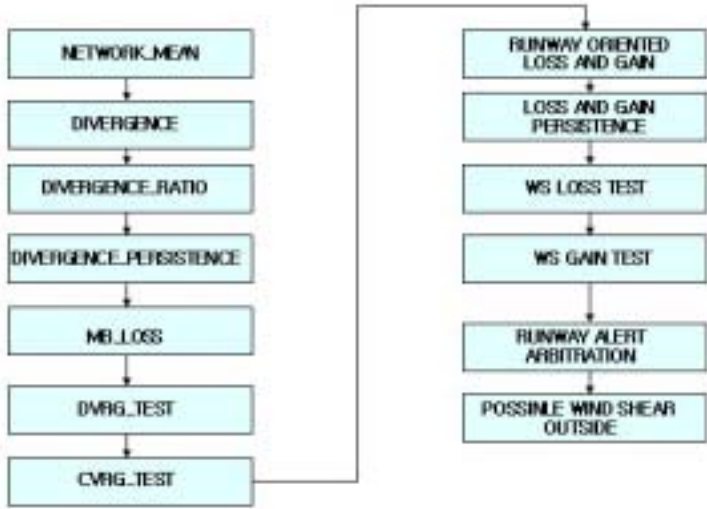 NETWORK_MEAN
DIVERGENCE
DIVERGENCE_RATIO
DIVERGENCE_PERSISTENCE
MB_LOSS
DVRG_TEST
CVRG_TEST
RUNWAY ORIENTED
LOSS AND GAIN
LOSS AND GAIN
PERSISTENCE
WS LOSS TEST
WS GAIN TEST
RUNWAY ALERT
ARBITRATION
POSSINLE WIND SHEAR
OUTSIDE